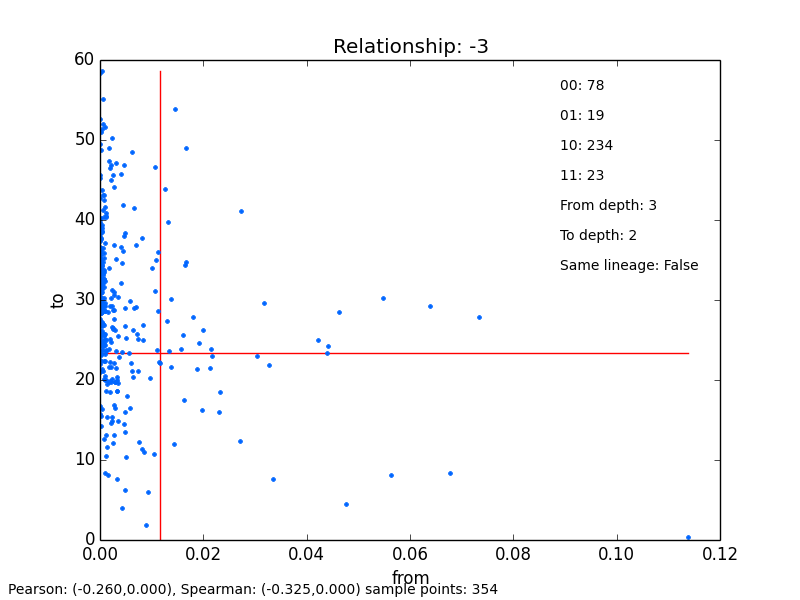 Relationship: -3
60
50
40
30
20
10
0
to
00: 78
01: 19
10: 234
11: 23
From depth: 3
To depth: 2
Same lineage: False
0.00 0.02 0.04 0.06 0.08 0.10 0.12
from
Pearson: (-0.260,0.000), Spearman: (-0.325,0.000) sample points: 354